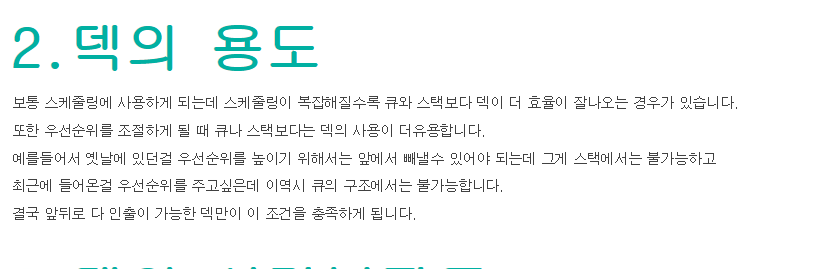 2.덱의 용도
보통 스케줄링에 사용하게 되는데 스케줄링이 복잡해질수록 큐와 스택보다 덱이 더 효율이 잘나오는 경우가 있습니다.
또한 우선순위를 조절하게 될 때 큐나 스택보다는 덱의 사용이 더유용합니다.
예를들어서 옛날에 있던걸 우선순위를 높이기 위해서는 앞에서 빼낼수 있어야 되는데 그게 스택에서는 불가능하고
최근에 들어온걸 우선순위를 주고싶은데 이역시 큐의 구조에서는 불가능합니다.
결국 앞뒤로 다 인출이 가능한 덱만이 이 조건을 충족하게 됩니다.